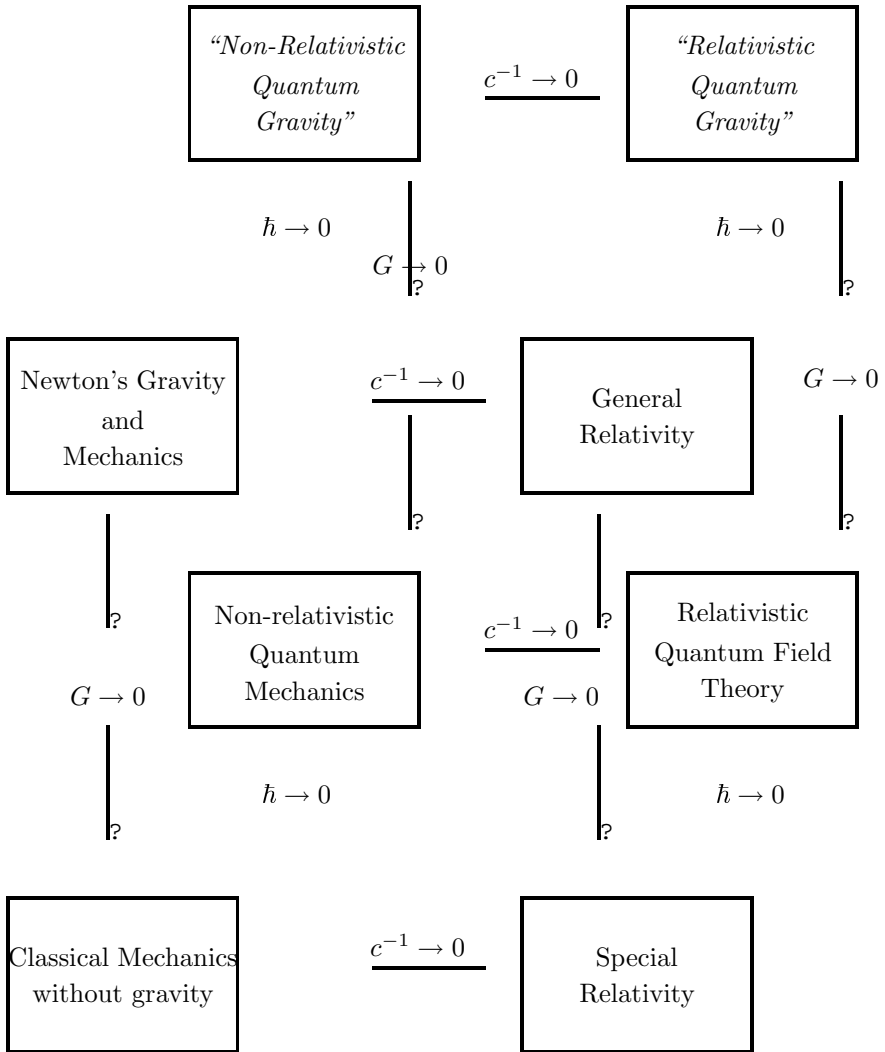 “Non-Relativistic
Quantum
Gravity”
c⁻¹ → 0
“Relativistic
Quantum
Gravity”
ħ → 0
ħ → 0
G → 0
?
?
Newton's Gravity
and
Mechanics
c⁻¹ → 0
General
Relativity
G → 0
?
?
?
?
Non-relativistic
Quantum
Mechanics
c⁻¹ → 0
Relativistic
Quantum Field
Theory
G → 0
G → 0
ħ → 0
ħ → 0
?
?
Classical Mechanics
without gravity
c⁻¹ → 0
Special
Relativity